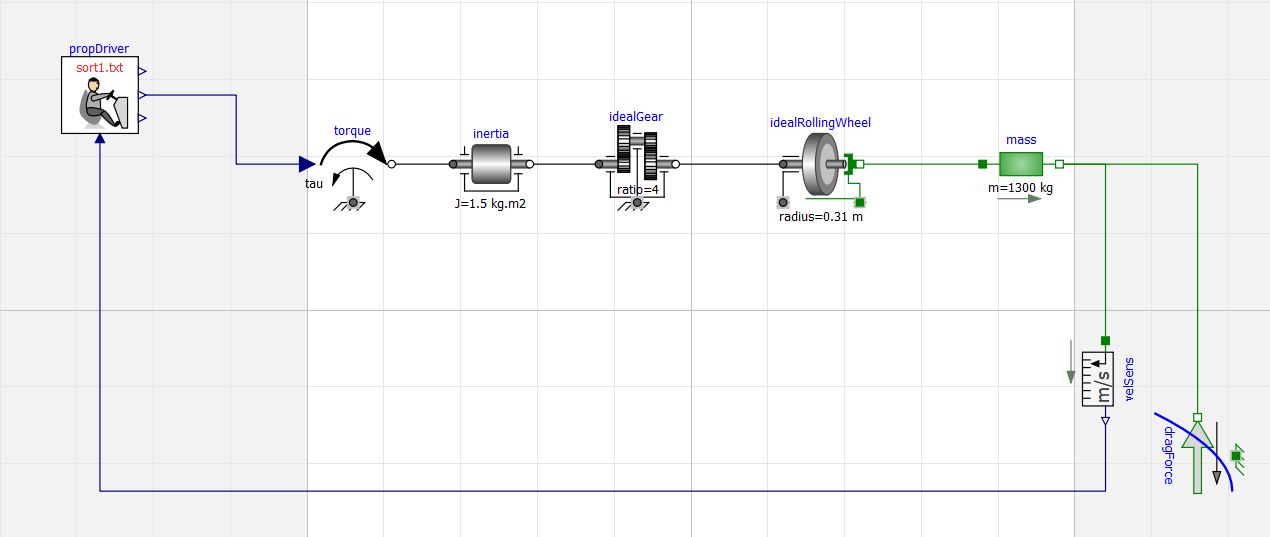 propDriver
sort1.txt
torque
tau
inertia
J=1.5 kg.m2
idealGear
ratio=4
idealRollingWheel
radius=0.31 m
mass
m=1300 kg
m/s
velSens
dragForce